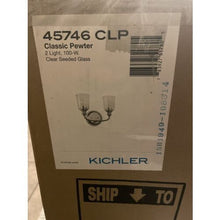 45746 CLP
Classic Pewter
2 Light, 100-W
Clear Seeded Glass
KICHLER
SHIP TO